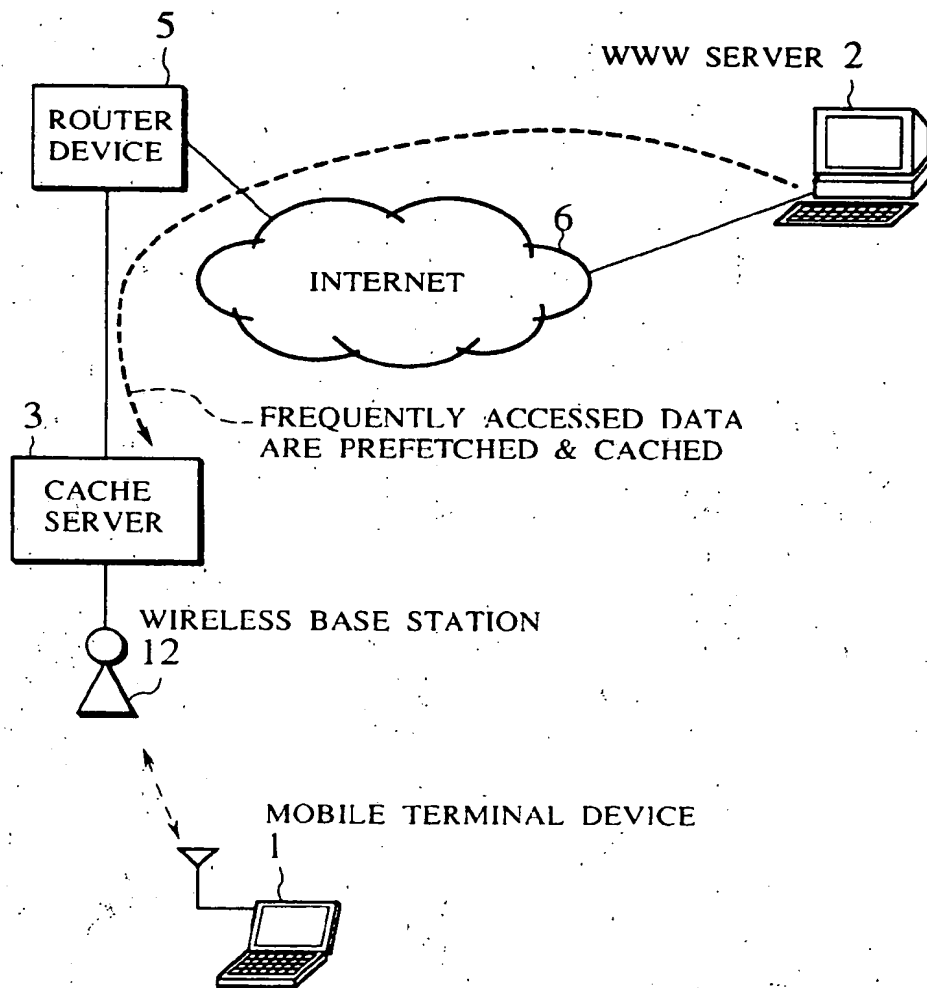 5
WWW SERVER 2
ROUTER
DEVICE
6
INTERNET
FREQUENTLY ACCESSED DATA
ARE PREFETCHED & CACHED
3
CACHE
SERVER
WIRELESS BASE STATION
12
MOBILE TERMINAL DEVICE
1